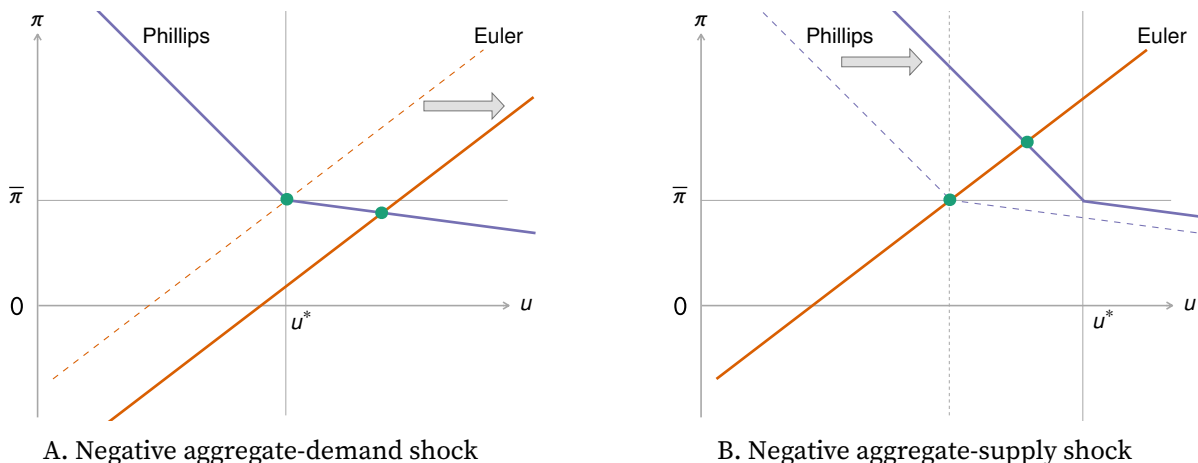 π
Phillips
Euler
π̅
0
u
u*
A. Negative aggregate-demand shock
π
Phillips
Euler
π̅
0
u
u*
B. Negative aggregate-supply shock